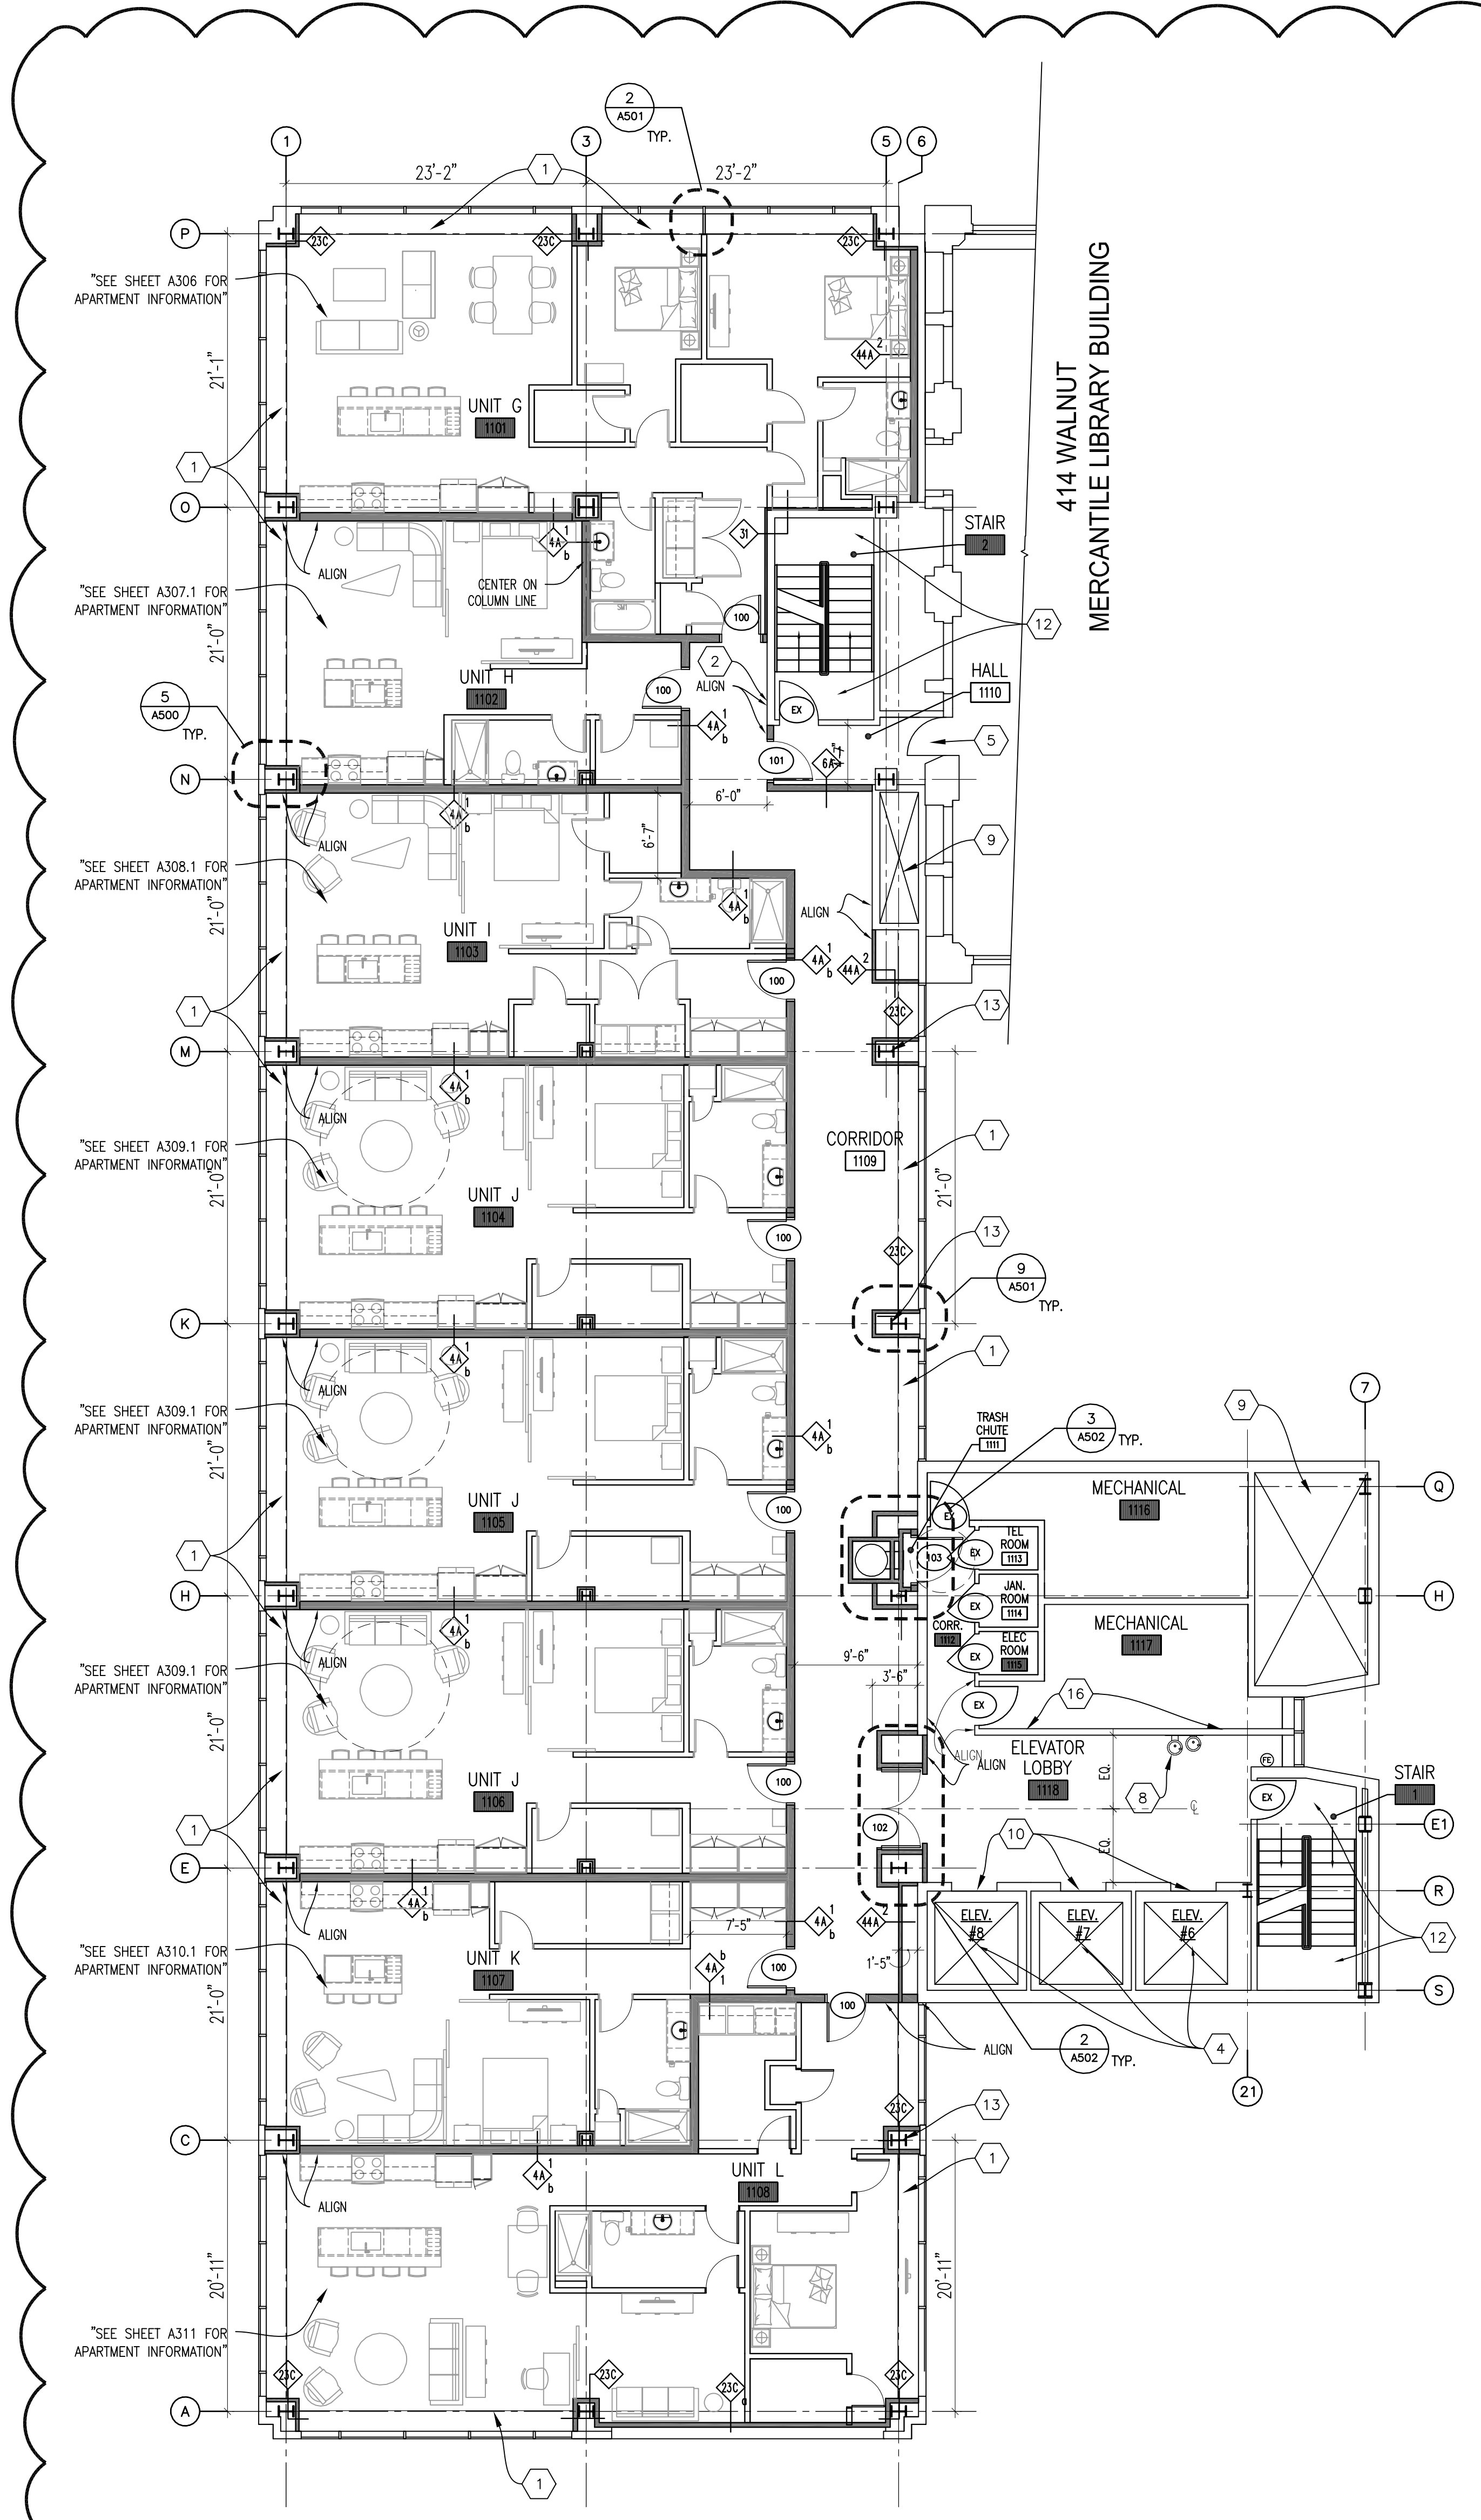 2
A501
TYP.
1
3
5
6
23'-2"
1
23'-2"
P
23C
23C
23C
"SEE SHEET A306 FOR
APARTMENT INFORMATION"
414 WALNUT
MERCANTILE LIBRARY BUILDING
21'-1"
44A
2
UNIT G
1101
1
O
31
STAIR
2
4A
1
b
ALIGN
CENTER ON
COLUMN LINE
"SEE SHEET A307.1 FOR
APARTMENT INFORMATION"
SM1
100
12
21'-0"
2
ALIGN
UNIT H
1102
100
HALL
1110
5
A500
TYP.
EX
4A
1
b
5
101
6A
N
6'-0"
4A
1
b
6'-7"
ALIGN
9
"SEE SHEET A308.1 FOR
APARTMENT INFORMATION"
21'-0"
4A
1
b
ALIGN
UNIT I
1103
4A
1
b
44A
2
100
1
23C
13
M
4A
1
b
ALIGN
"SEE SHEET A309.1 FOR
APARTMENT INFORMATION"
21'-0"
CORRIDOR
1109
1
21'-0"
UNIT J
1104
100
23C
13
9
A501
TYP.
K
4A
1
b
1
ALIGN
7
"SEE SHEET A309.1 FOR
APARTMENT INFORMATION"
21'-0"
4A
1
b
TRASH
CHUTE
1111
3
A502
TYP.
9
MECHANICAL
1116
Q
UNIT J
1105
100
EX
TEL
ROOM
1113
EX
103
1
H
JAN.
ROOM
1114
EX
H
4A
1
b
CORR.
1112
ELEC
ROOM
1115
EX
MECHANICAL
1117
ALIGN
9'-6"
3'-6"
"SEE SHEET A309.1 FOR
APARTMENT INFORMATION"
21'-0"
EX
16
ALIGN
ALIGN
ELEVATOR
LOBBY
1118
EQ.
FE
STAIR
1
UNIT J
1106
100
8
EX
℄
102
1
10
EQ.
E1
E
R
4A
1
b
4A
1
b
44A
2
7'-5"
ELEV.
#8
ELEV.
#7
ELEV.
#6
ALIGN
12
"SEE SHEET A310.1 FOR
APARTMENT INFORMATION"
21'-0"
UNIT K
1107
4A
b
1
100
1'-5"
S
100
ALIGN
2
A502
TYP.
4
21
23C
13
C
4A
1
b
UNIT L
1108
1
ALIGN
20'-11"
20'-11"
"SEE SHEET A311 FOR
APARTMENT INFORMATION"
23C
23C
23C
a
23C
A
1